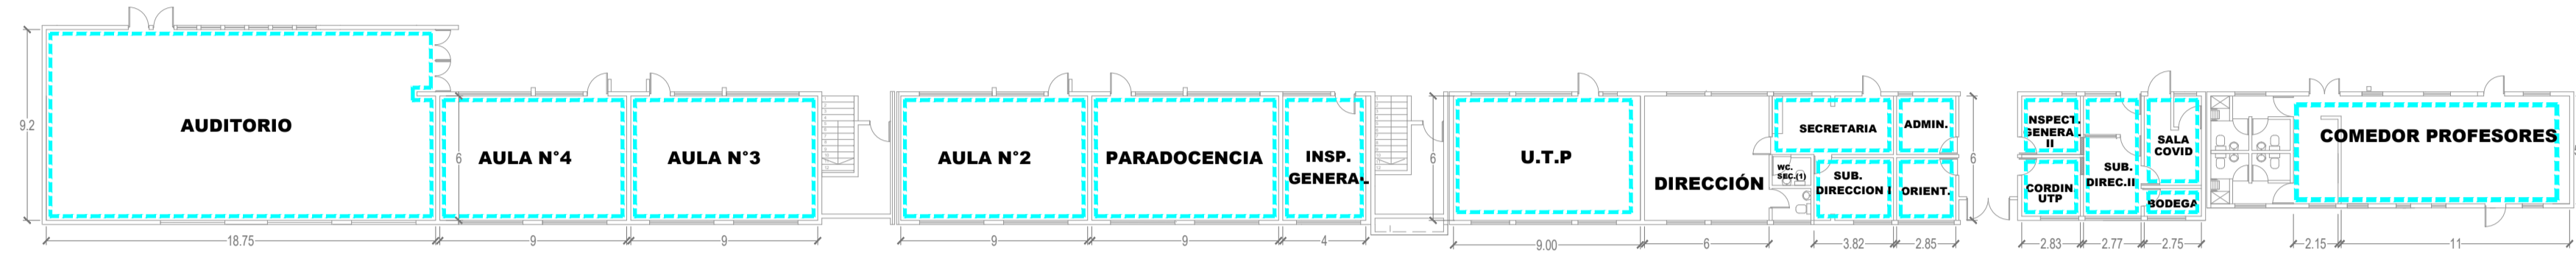 AUDITORIO
9.2
18.75
AULA N°4
6
9
AULA N°3
9
AULA N°2
9
PARADOCENCIA
9
INSP.
GENERAL
4
6
U.T.P
9.00
DIRECCIÓN
6
WC.
SEC.(1)
SECRETARIA
SUB.
DIRECCION I
3.82
ADMIN.
ORIENT.
2.85
6
INSPECT.
GENERAL
II
CORDIN
UTP
2.83
SUB.
DIREC.II
2.77
SALA
COVID
BODEGA
2.75
COMEDOR PROFESORES
2.15
11